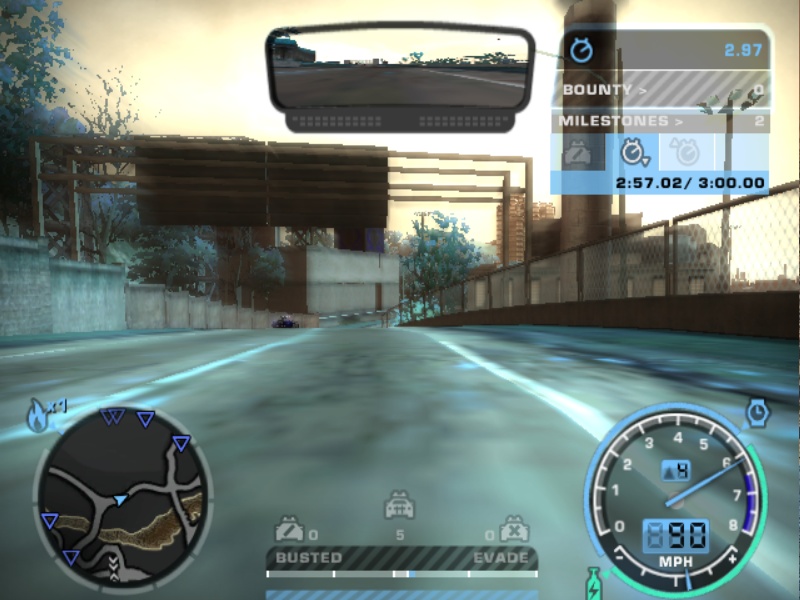 2.97
BOUNTY > 0
MILESTONES > 2
2:57.02/ 3:00.00
x1
0 5 0
BUSTED EVADE
0 1 2 3 4 5 6 7 8
4
90
MPH